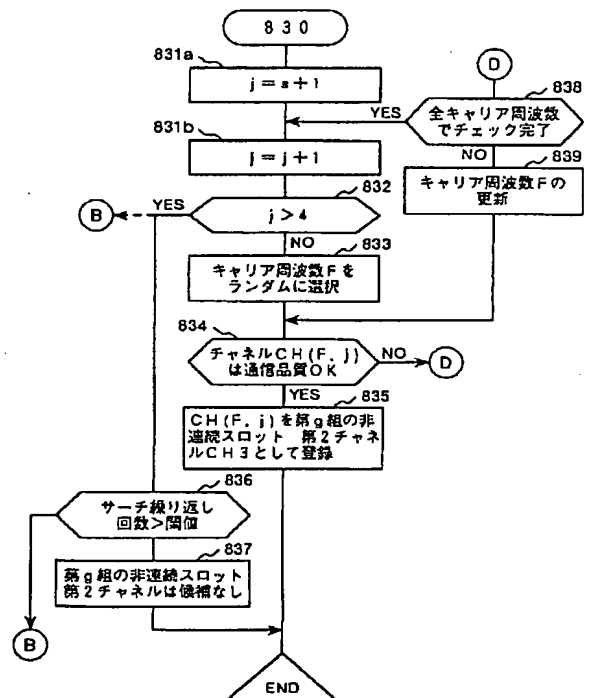 830
831a
j=s+1
D
838
全キャリア周波数
でチェック完了
YES
NO
831b
j=j+1
839
キャリア周波数Fの
更新
832
j>4
YES
B
NO
833
キャリア周波数Fを
ランダムに選択
834
チャネルCH(F,j)
は通信品質OK
NO
D
YES
835
CH(F,j)を第g組の非
連続スロット 第2チャネ
ルCH3として登録
836
サーチ繰り返し
回数>閾値
837
第g組の非連続スロット
第2チャネルは候補なし
B
END